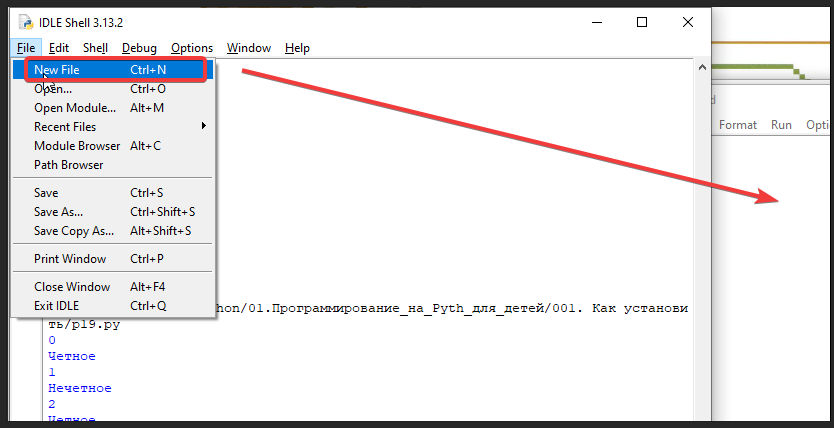 IDLE Shell 3.13.2
File Edit Shell Debug Options Window Help
New File Ctrl+N
Open... Ctrl+O
Open Module... Alt+M
Recent Files
Module Browser Alt+C
Path Browser
Save Ctrl+S
Save As... Ctrl+Shift+S
Save Copy As... Alt+Shift+S
Print Window Ctrl+P
Close Window Alt+F4
Exit IDLE Ctrl+Q
Format Run
hon/01.Программирование_на_Pyth_для_детей/001. Как установи
ть/p19.py
0
Четное
1
Нечетное
2
Четное